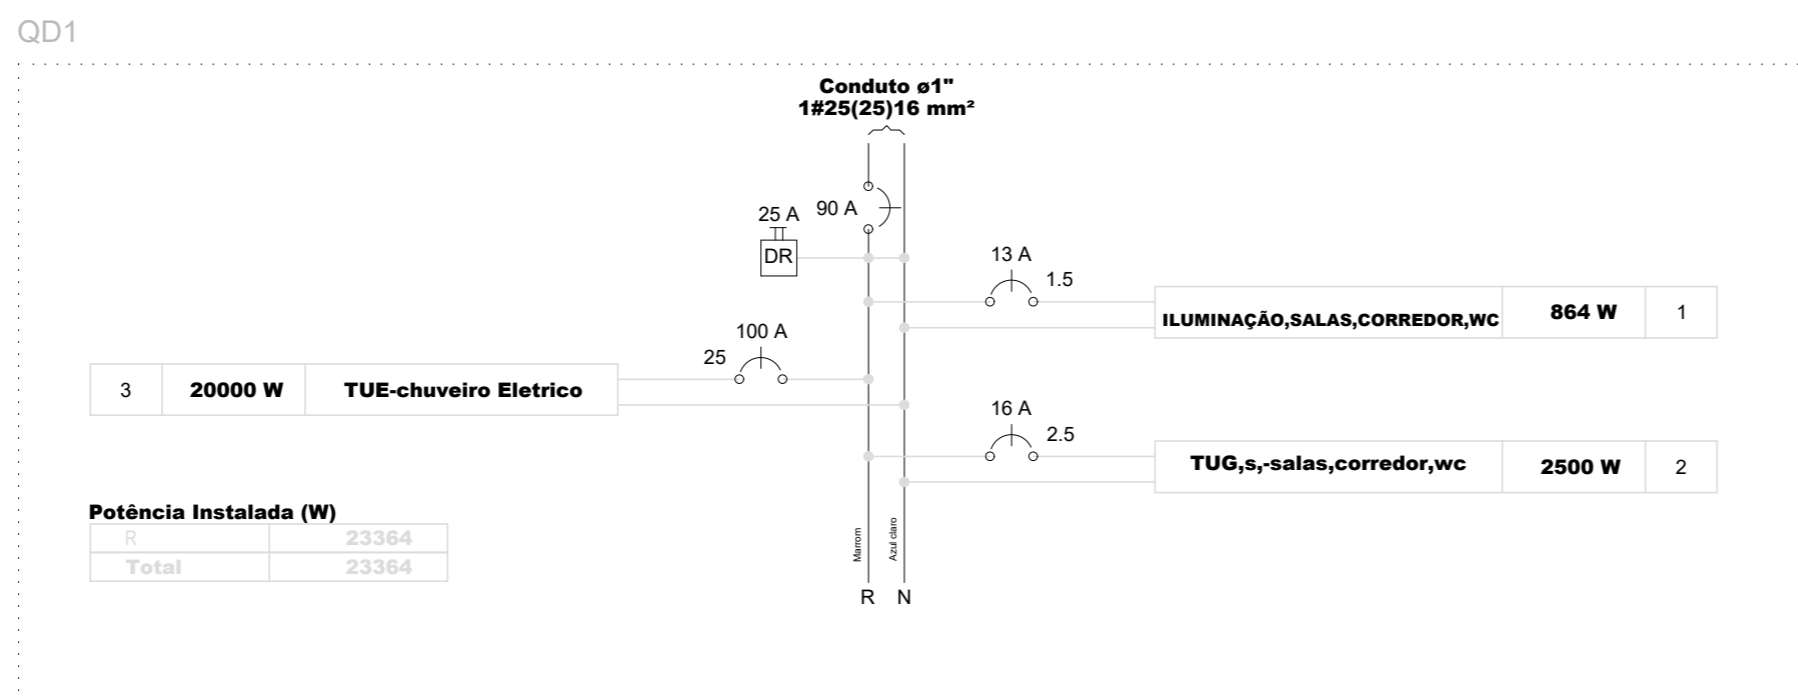 QD1
Conduto ø1"
1#25(25)16 mm²
25 A
90 A
DR
13 A
1.5
ILUMINAÇÃO,SALAS,CORREDOR,WC
864 W
1
100 A
25
3
20000 W
TUE-chuveiro Eletrico
16 A
2.5
TUG,s,-salas,corredor,wc
2500 W
2
Potência Instalada (W)
R 23364
Total 23364
Marrom
Azul claro
R N